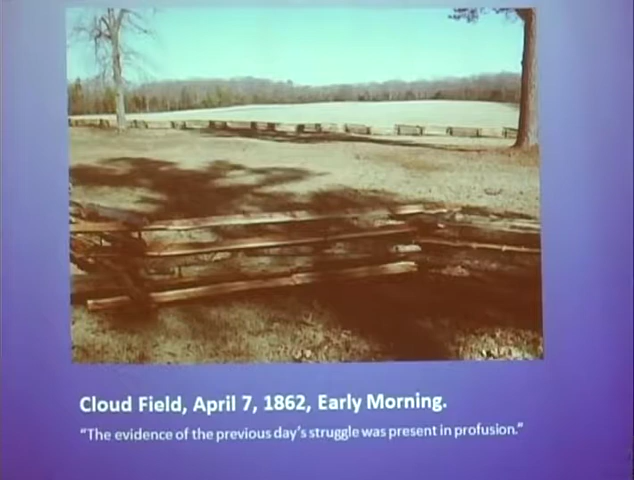 Cloud Field, April 7, 1862, Early Morning.
"The evidence of the previous day's struggle was present in profusion."